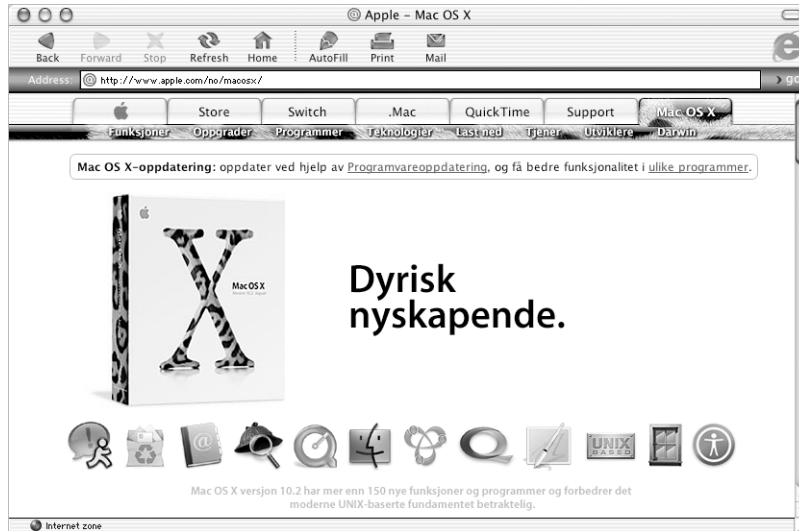 Apple – Mac OS X
Back Forward Stop Refresh Home AutoFill Print Mail
Address: @ http://www.apple.com/no/macosx/
Store Switch .Mac QuickTime Support Mac OS X
Funksjoner Oppgrader Programmer Teknologier Last ned Tjener Utviklere Darwin
Mac OS X-oppdatering: oppdater ved hjelp av Programvareoppdatering, og få bedre funksjonalitet i ulike programmer.
Mac OS X
Dyrisk
nyskapende.
UNIX
BASED
Mac OS X versjon 10.2 har mer enn 150 nye funksjoner og programmer og forbedrer det
moderne UNIX-baserte fundamentet betraktelig.
Internet zone